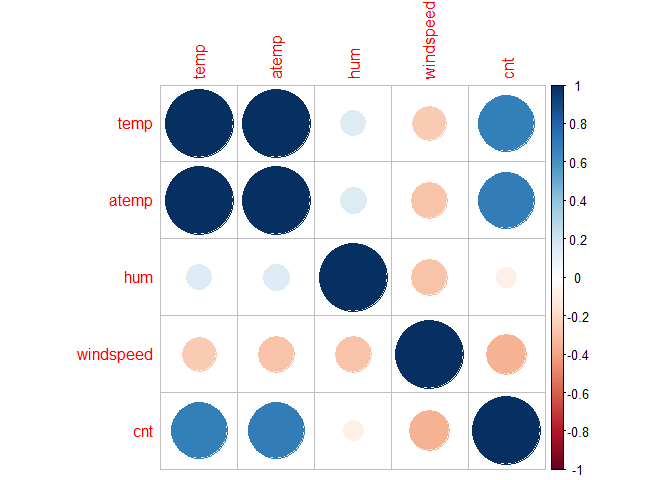 temp
atemp
hum
windspeed
cnt
temp
atemp
hum
windspeed
cnt
1
0.8
0.6
0.4
0.2
0
-0.2
-0.4
-0.6
-0.8
-1